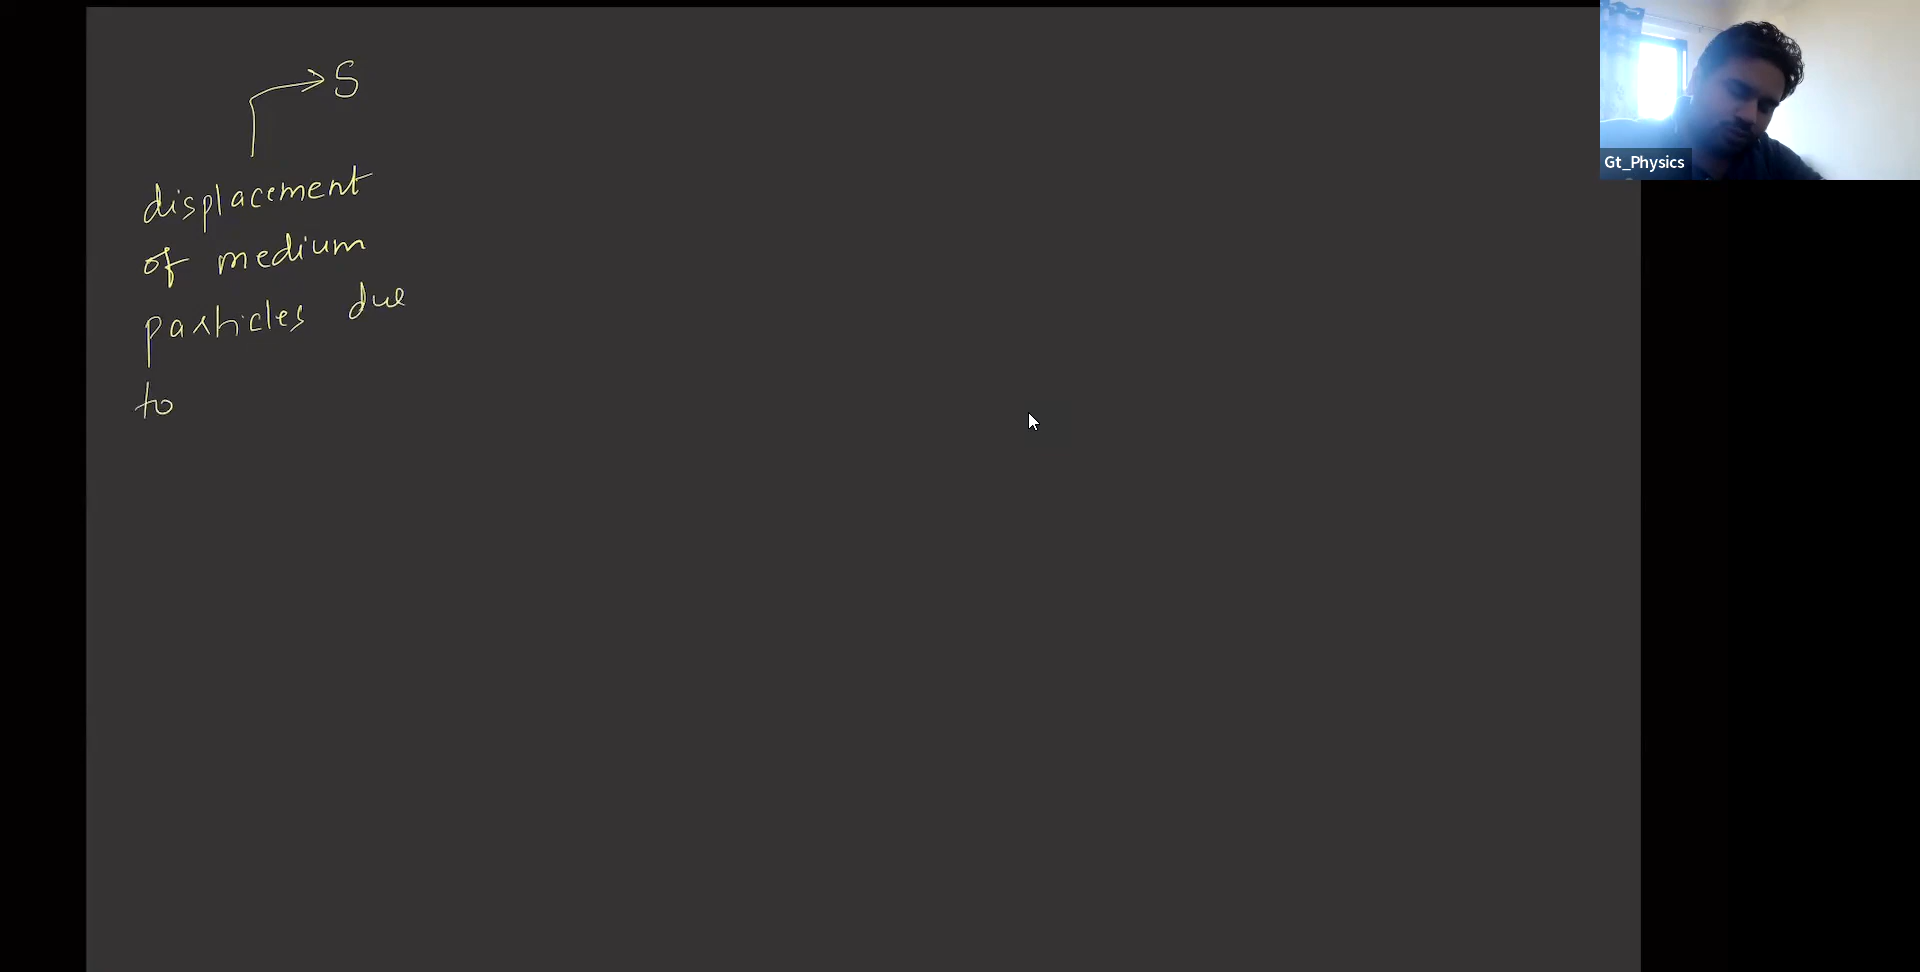 → S
displacement
of medium
particles due
to
Gt_Physics